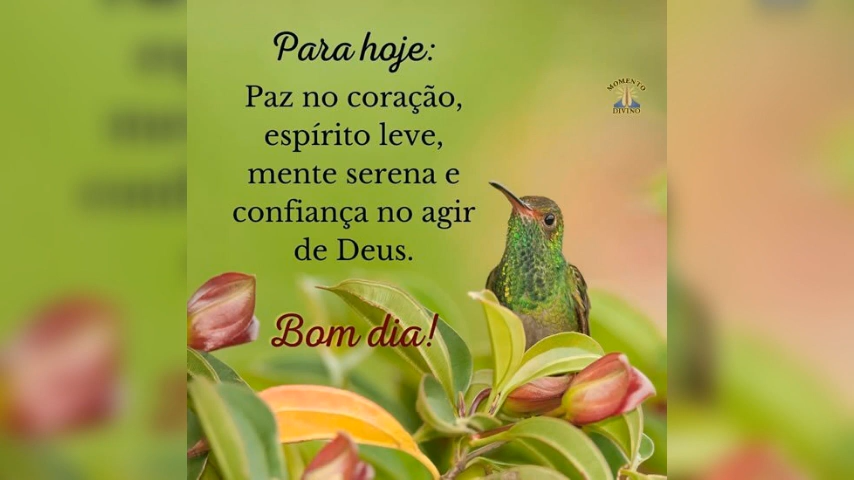 Para hoje:
Paz no coração,
espírito leve,
mente serena e
confiança no agir
de Deus.
Bom dia!
MOMENTO
DIVINO